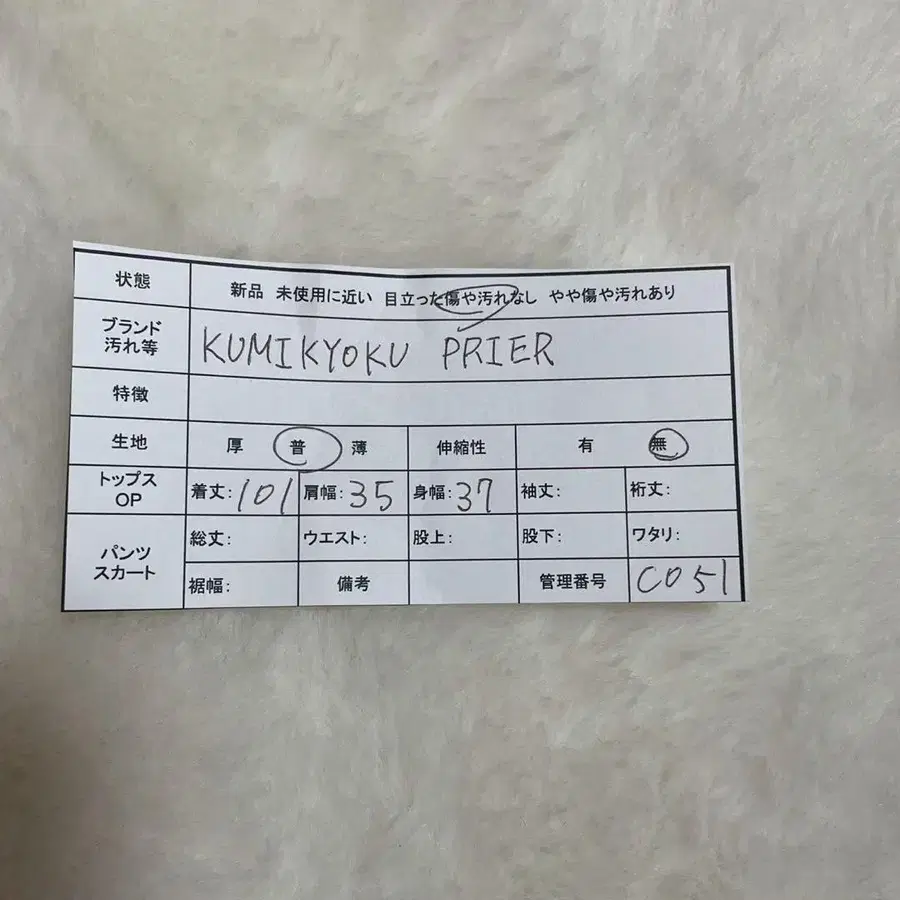 状態 新品 未使用に近い 目立った傷や汚れなし やや傷や汚れあり
ブランド
汚れ等 KUMIKYOKU PRIER
特徴
生地 厚 普 薄 伸縮性 有 無
トップス
OP 着丈:101 肩幅:35 身幅:37 袖丈: 裄丈:
パンツ
スカート 総丈: ウエスト: 股上: 股下: ワタリ:
裾幅: 備考 管理番号 C051